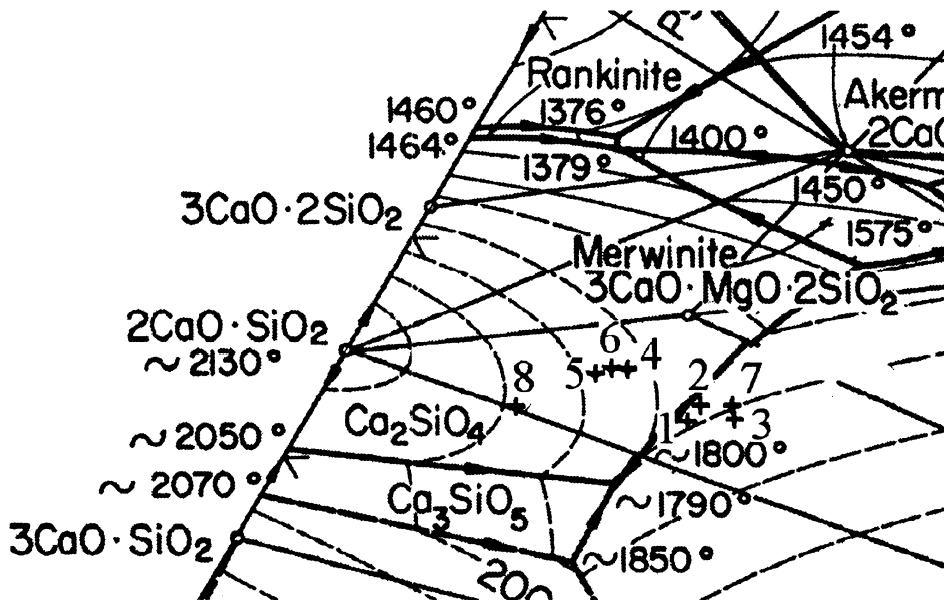 1454°
Rankinite
1460° 1376°
Akerm
1464° 1400° 2CaO
1379°
1450°
3CaO·2SiO₂
1575°
Merwinite
3CaO·MgO·2SiO₂
2CaO·SiO₂
~2130°
6
5 4
8 2 7
Ca₂SiO₄ 1 3
~2050° ~1800°
~2070° Ca₃SiO₅ ~1790°
3CaO·SiO₂
~1850°
200